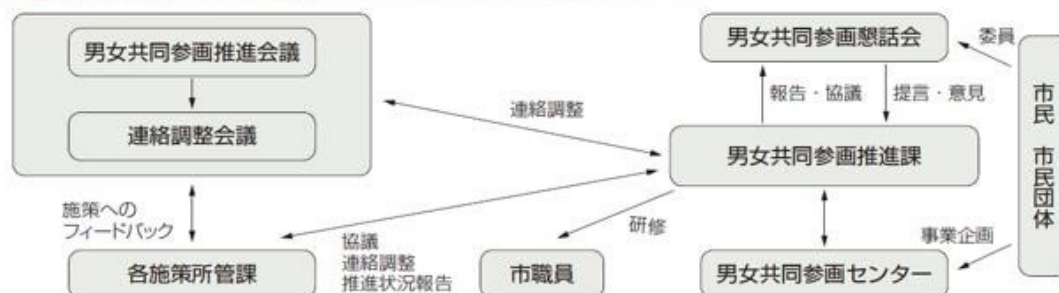 男女共同参画推進会議
連絡調整会議
連絡調整
男女共同参画懇話会
委員
報告・協議
提言・意見
男女共同参画推進課
市民 市民団体
施策への
フィードバック
各施策所管課
協議
連絡調整
推進状況報告
研修
市職員
事業企画
男女共同参画センター